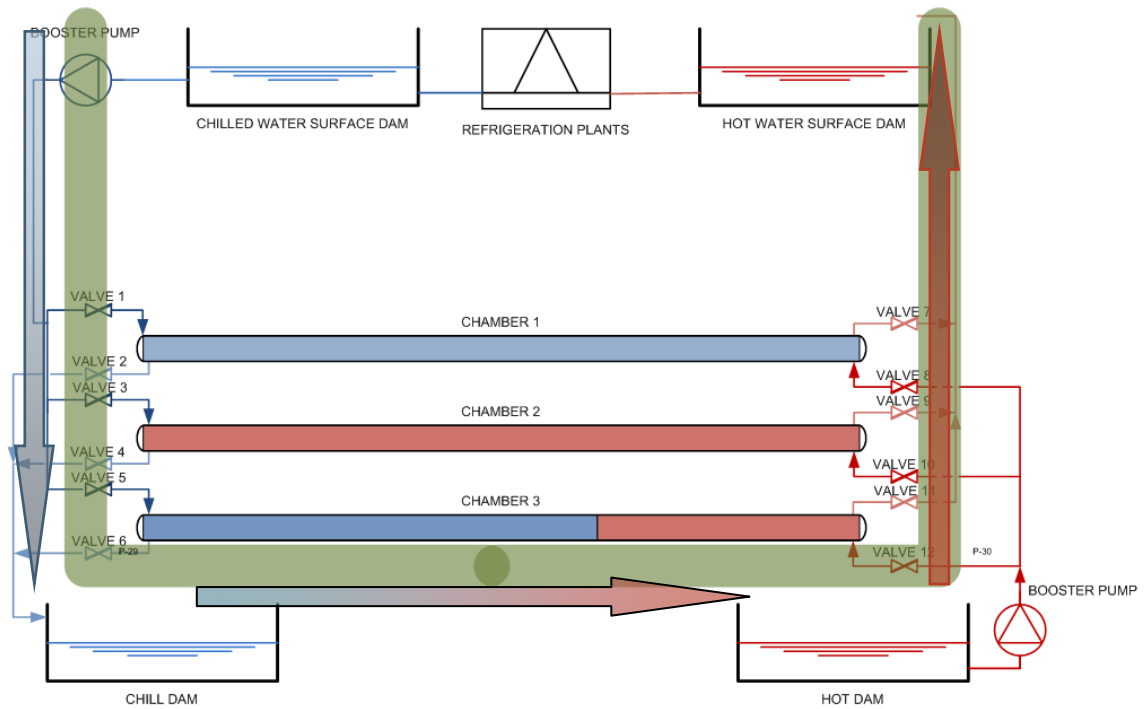 BOOSTER PUMP
CHILLED WATER SURFACE DAM
REFRIGERATION PLANTS
HOT WATER SURFACE DAM
VALVE 1
CHAMBER 1
VALVE 7
VALVE 2
VALVE 8
VALVE 3
VALVE 9
CHAMBER 2
VALVE 4
VALVE 10
VALVE 5
VALVE 11
CHAMBER 3
VALVE 6
P-29
VALVE 12
P-30
BOOSTER PUMP
CHILL DAM
HOT DAM